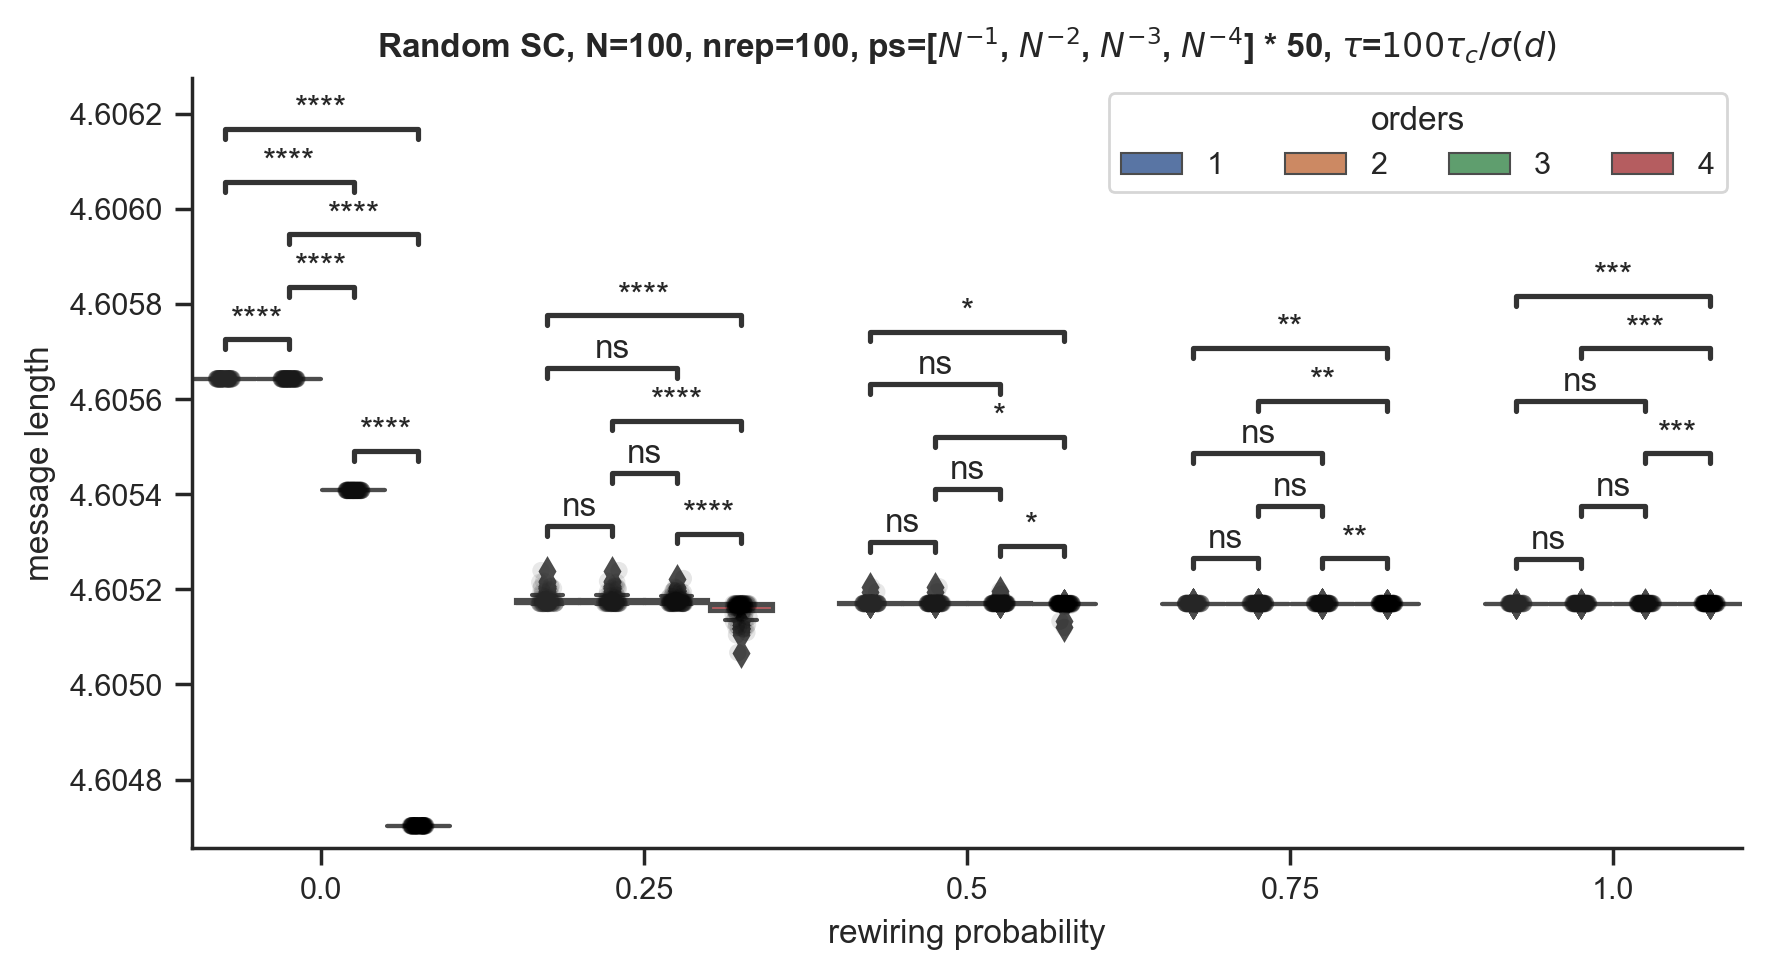 Random SC, N=100, nrep=100, ps=[N⁻¹, N⁻², N⁻³, N⁻⁴] * 50, τ=100τ_c/σ(d)
orders
1 2 3 4
message length
4.6062
4.6060
4.6058
4.6056
4.6054
4.6052
4.6050
4.6048
****
****
****
****
****
****
****
ns
****
ns
ns
****
*
ns
*
ns
ns
*
**
**
ns
ns
ns
**
***
***
ns
***
ns
ns
0.0 0.25 0.5 0.75 1.0
rewiring probability